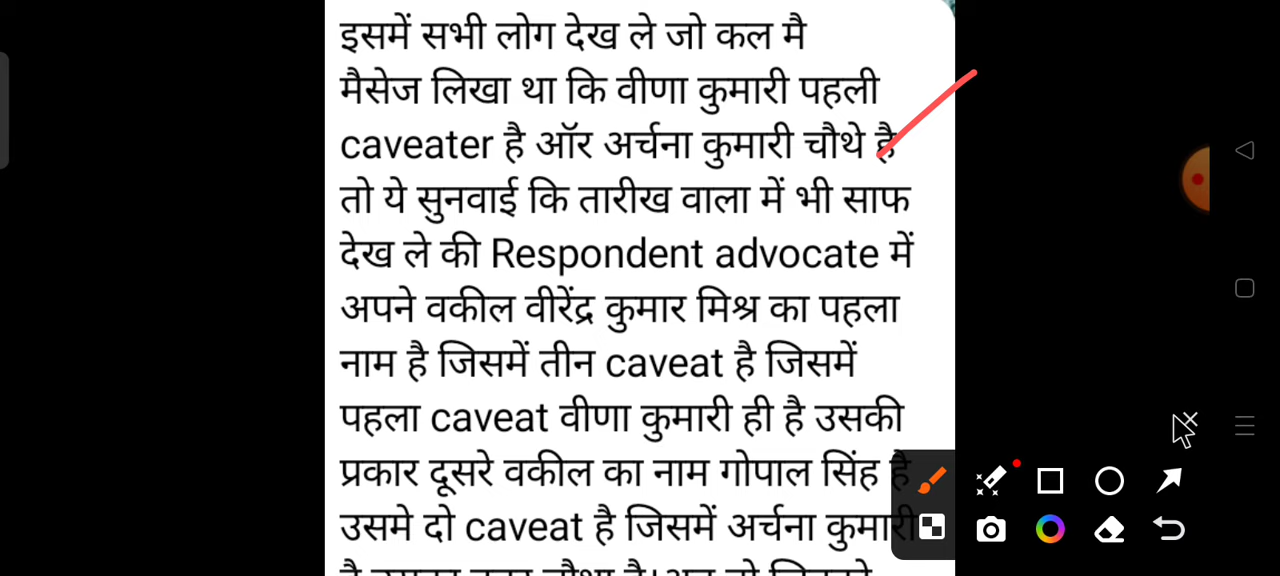 इसमें सभी लोग देख ले जो कल मै
मैसेज लिखा था कि वीणा कुमारी पहली
caveater है ऑर अर्चना कुमारी चौथे है
तो ये सुनवाई कि तारीख वाला में भी साफ
देख ले की Respondent advocate में
अपने वकील वीरेंद्र कुमार मिश्र का पहला
नाम है जिसमें तीन caveat है जिसमें
पहला caveat वीणा कुमारी ही है उसकी
प्रकार दूसरे वकील का नाम गोपाल सिंह है
उसमे दो caveat है जिसमें अर्चना कुमारी